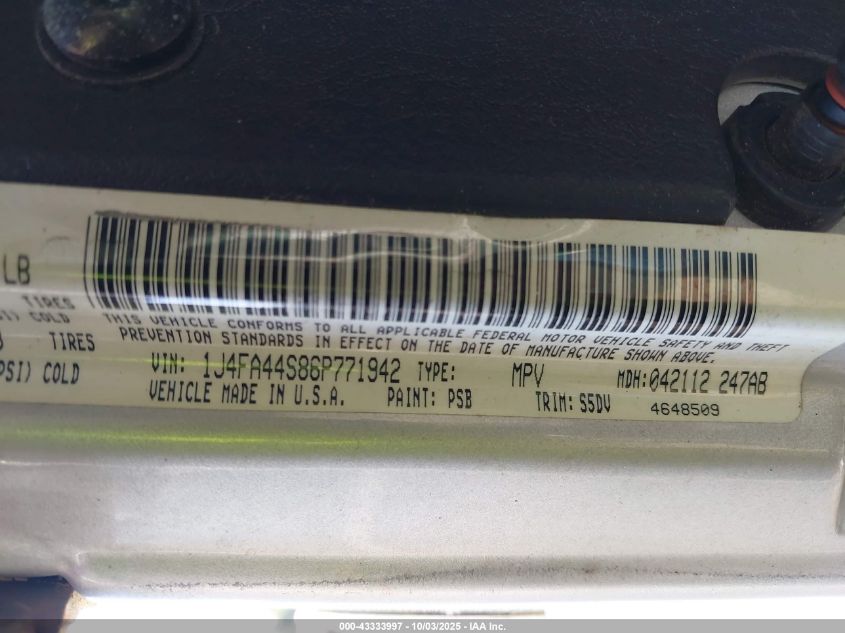 LB
TIRES
SI) COLD
THIS VEHICLE CONFORMS TO ALL APPLICABLE FEDERAL MOTOR VEHICLE SAFETY AND THEFT
PREVENTION STANDARDS IN EFFECT ON THE DATE OF MANUFACTURE SHOWN ABOVE.
TIRES
PSI) COLD
VIN: 1J4FA44S86P771942 TYPE: MPV MDH:042112 247AB
VEHICLE MADE IN U.S.A. PAINT: PSB TRIM: S5DV 4648509
000-43333997 - 10/03/2025 - IAA Inc.